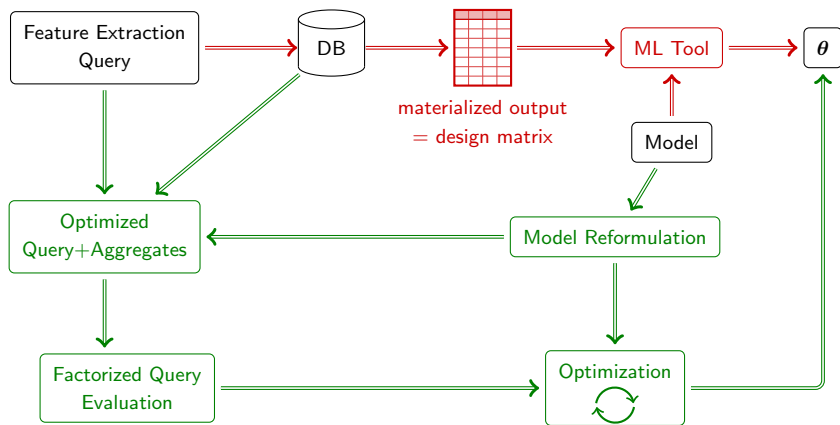 Feature Extraction
Query
DB
materialized output
= design matrix
ML Tool
θ
Model
Optimized
Query+Aggregates
Model Reformulation
Factorized Query
Evaluation
Optimization